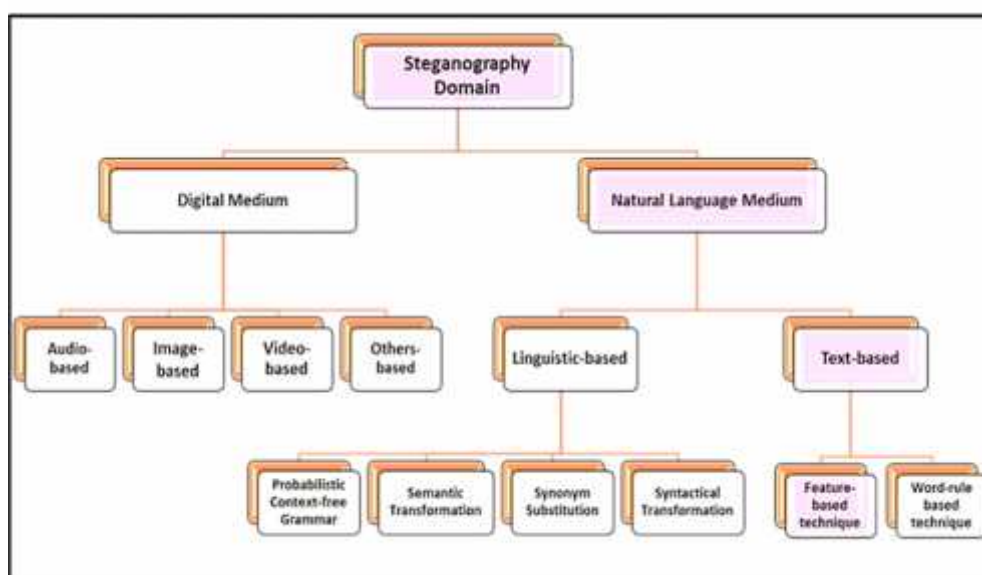 Steganography
Domain
Digital Medium
Natural Language Medium
Audio-
based
Image-
based
Video-
based
Others-
based
Linguistic-based
Text-based
Probabilistic
Context-free
Grammar
Semantic
Transformation
Synonym
Substitution
Syntactical
Transformation
Feature-
based
technique
Word-rule
based
technique